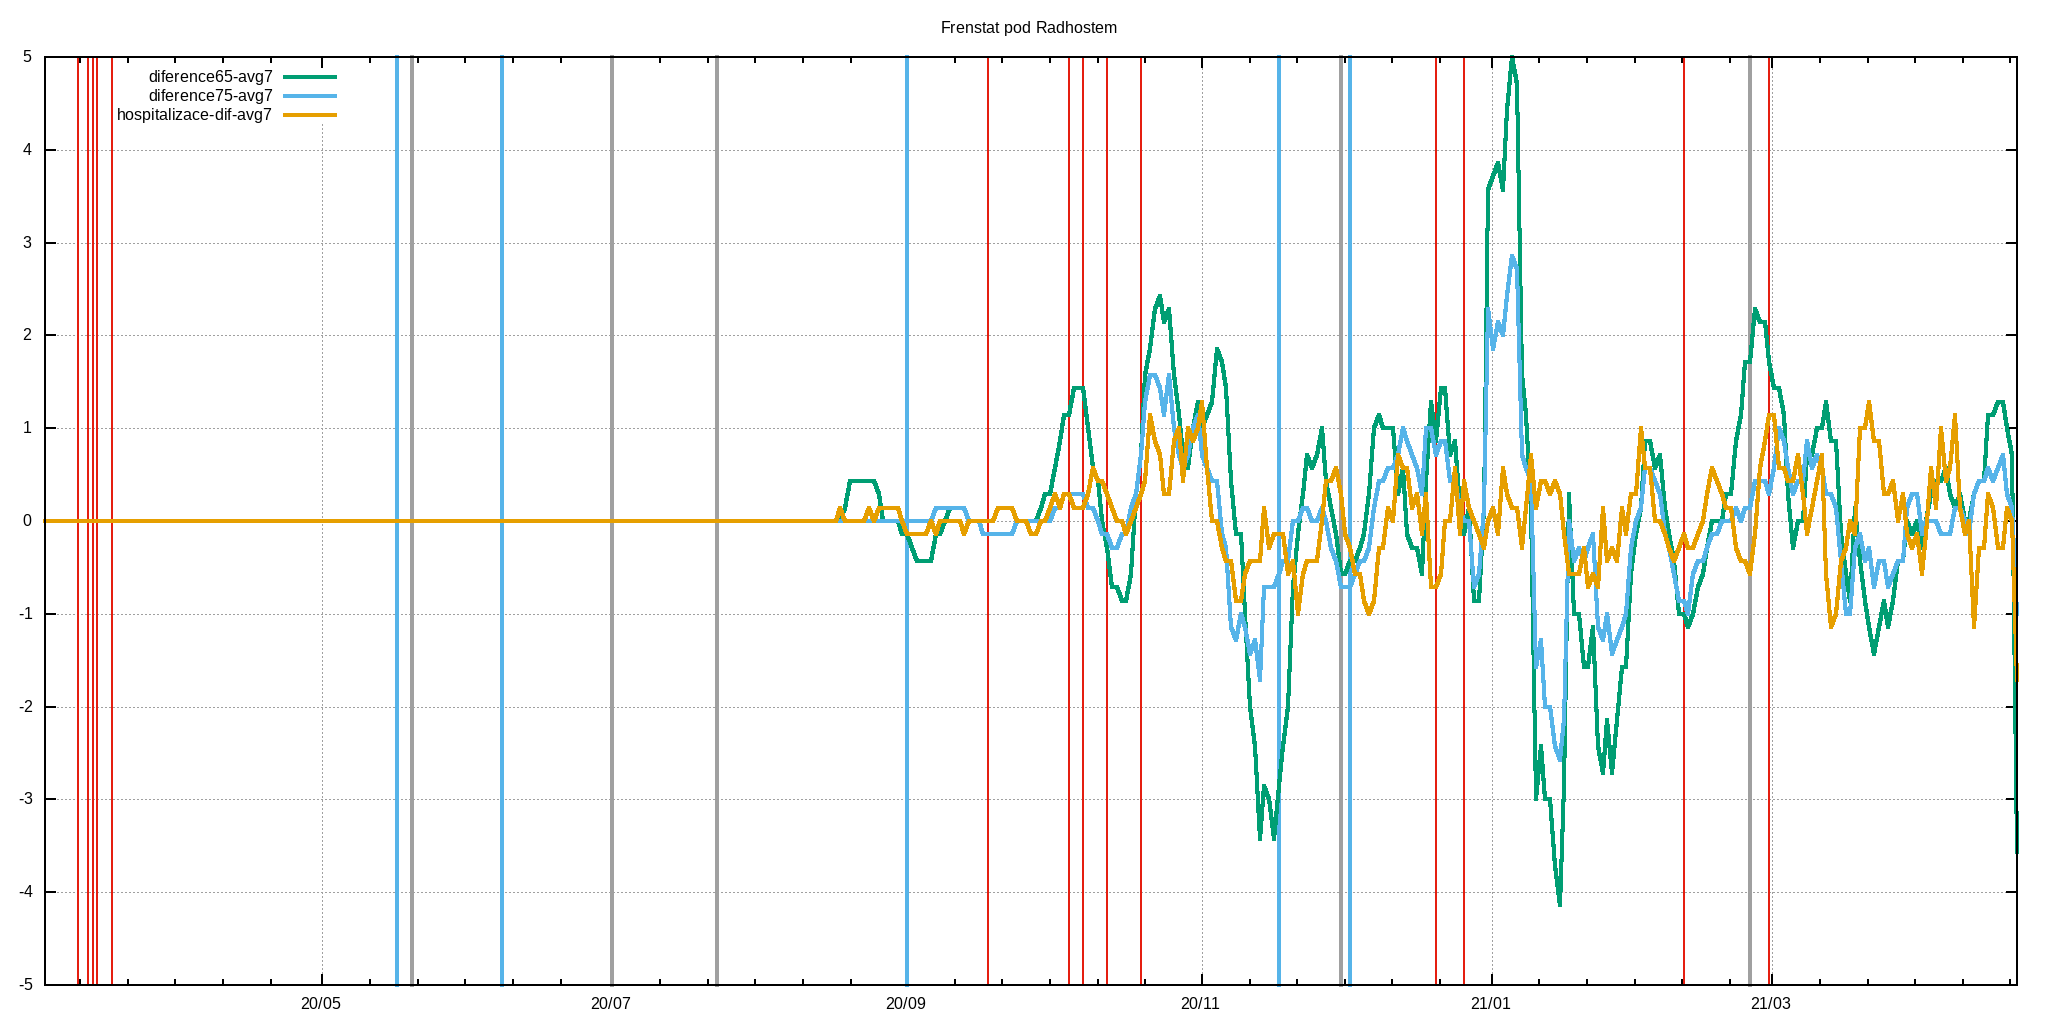 Frenstat pod Radhostem
diference65-avg7
diference75-avg7
hospitalizace-dif-avg7
5
4
3
2
1
0
-1
-2
-3
-4
-5
20/05 20/07 20/09 20/11 21/01 21/03